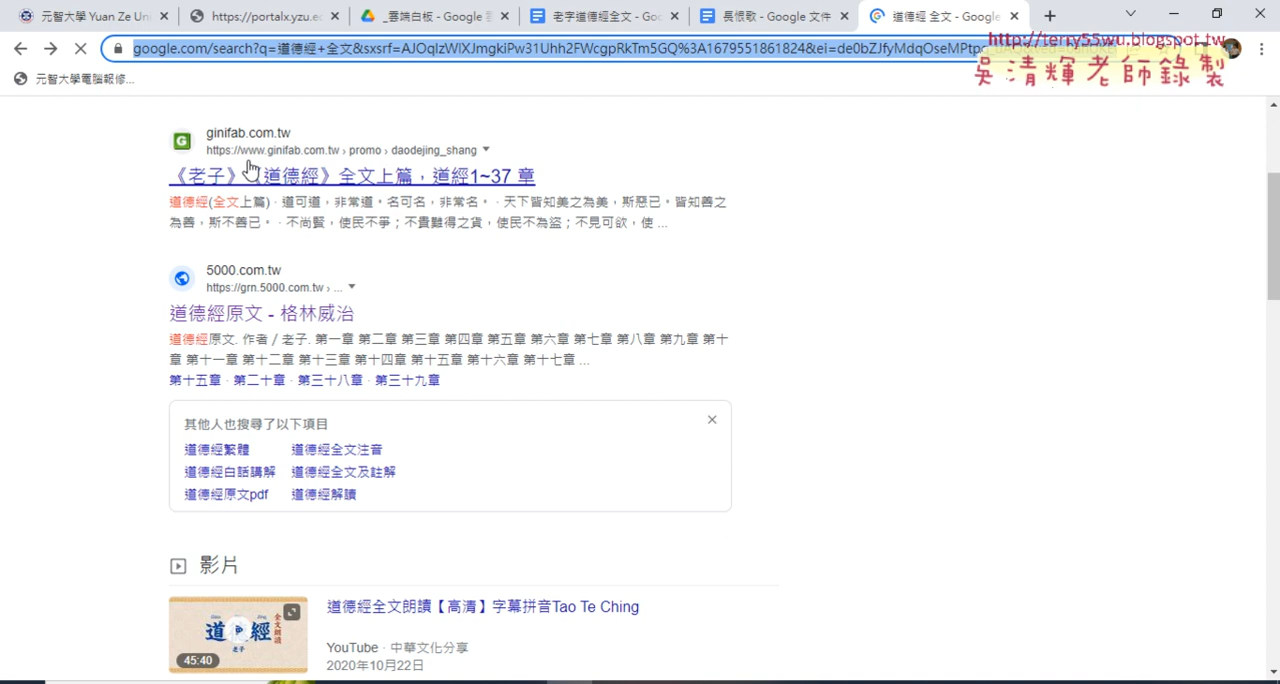 元智大學 Yuan Ze Uni
https://portalx.yzu.e
_雲端白板 - Google 雲
老字道德經全文 - Goo
長恨歌 - Google 文件
道德經 全文 - Google
google.com/search?q=道德經+全文&sxsrf=AJOqlzWlXJmgkiPw31Uhh2FWcgpRkTm5GQ%3A1679551861824&ei=de0bZJfyMdqOseMPtp
http://terry55wu.blogspot.tw
吳清輝老師錄製
元智大學電腦報修...
ginifab.com.tw
https://www.ginifab.com.tw › promo › daodejing_shang
《老子》《道德經》全文上篇，道經1~37 章
道德經(全文上篇) · 道可道，非常道。名可名，非常名。 · 天下皆知美之為美，斯惡已。皆知善之
為善，斯不善已。 · 不尚賢，使民不爭；不貴難得之貨，使民不為盜；不見可欲，使 ...
5000.com.tw
https://grn.5000.com.tw › ...
道德經原文 - 格林威治
道德經原文. 作者 / 老子. 第一章 第二章 第三章 第四章 第五章 第六章 第七章 第八章 第九章 第十
章 第十一章 第十二章 第十三章 第十四章 第十五章 第十六章 第十七章 ...
第十五章 · 第二十章 · 第三十八章 · 第三十九章
其他人也搜尋了以下項目
道德經繁體 道德經全文注音
道德經白話講解 道德經全文及註解
道德經原文pdf 道德經解讀
影片
道德經
全文朗讀
老子
45:40
道德經全文朗讀【高清】字幕拼音Tao Te Ching
YouTube · 中華文化分享
2020年10月22日